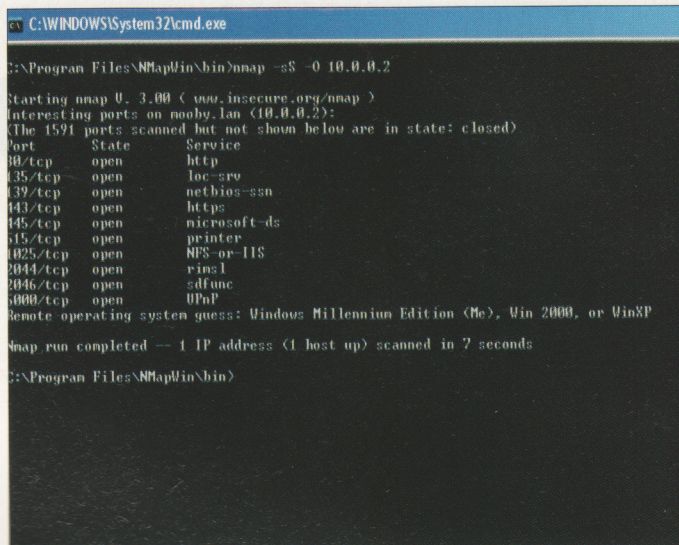 C:\WINDOWS\System32\cmd.exe
C:\Program Files\NMapWin\bin>nmap -sS -O 10.0.0.2
Starting nmap V. 3.00 ( www.insecure.org/nmap )
Interesting ports on mooby.lan (10.0.0.2):
(The 1591 ports scanned but not shown below are in state: closed)
Port State Service
80/tcp open http
135/tcp open loc-srv
139/tcp open netbios-ssn
443/tcp open https
445/tcp open microsoft-ds
515/tcp open printer
1025/tcp open NFS-or-IIS
2044/tcp open rimsl
2046/tcp open sdfunc
5000/tcp open UPnP
Remote operating system guess: Windows Millennium Edition (Me), Win 2000, or WinXP
Nmap run completed -- 1 IP address (1 host up) scanned in 7 seconds
C:\Program Files\NMapWin\bin>